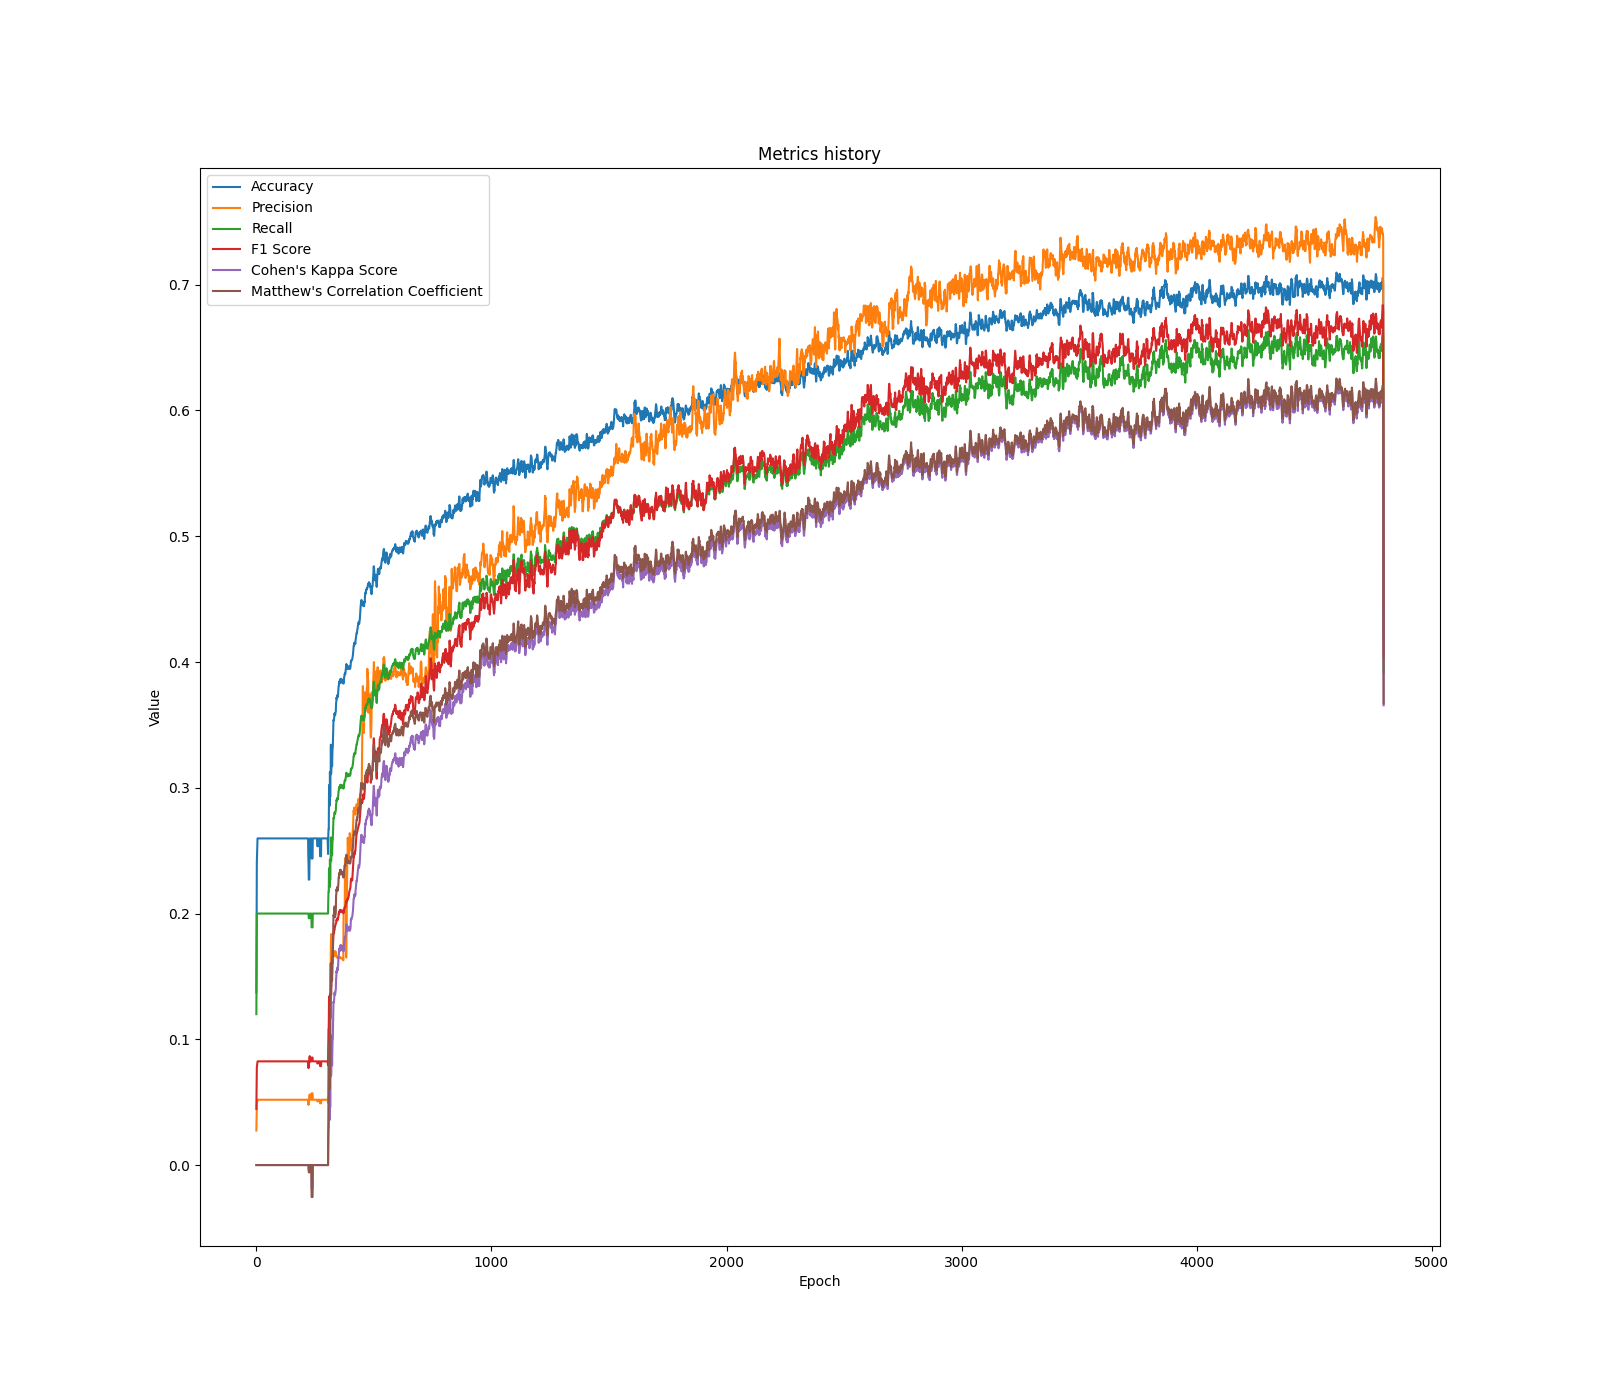 Metrics history
Accuracy
Precision
Recall
F1 Score
Cohen's Kappa Score
Matthew's Correlation Coefficient
Value
0.7
0.6
0.5
0.4
0.3
0.2
0.1
0.0
0 1000 2000 3000 4000 5000
Epoch